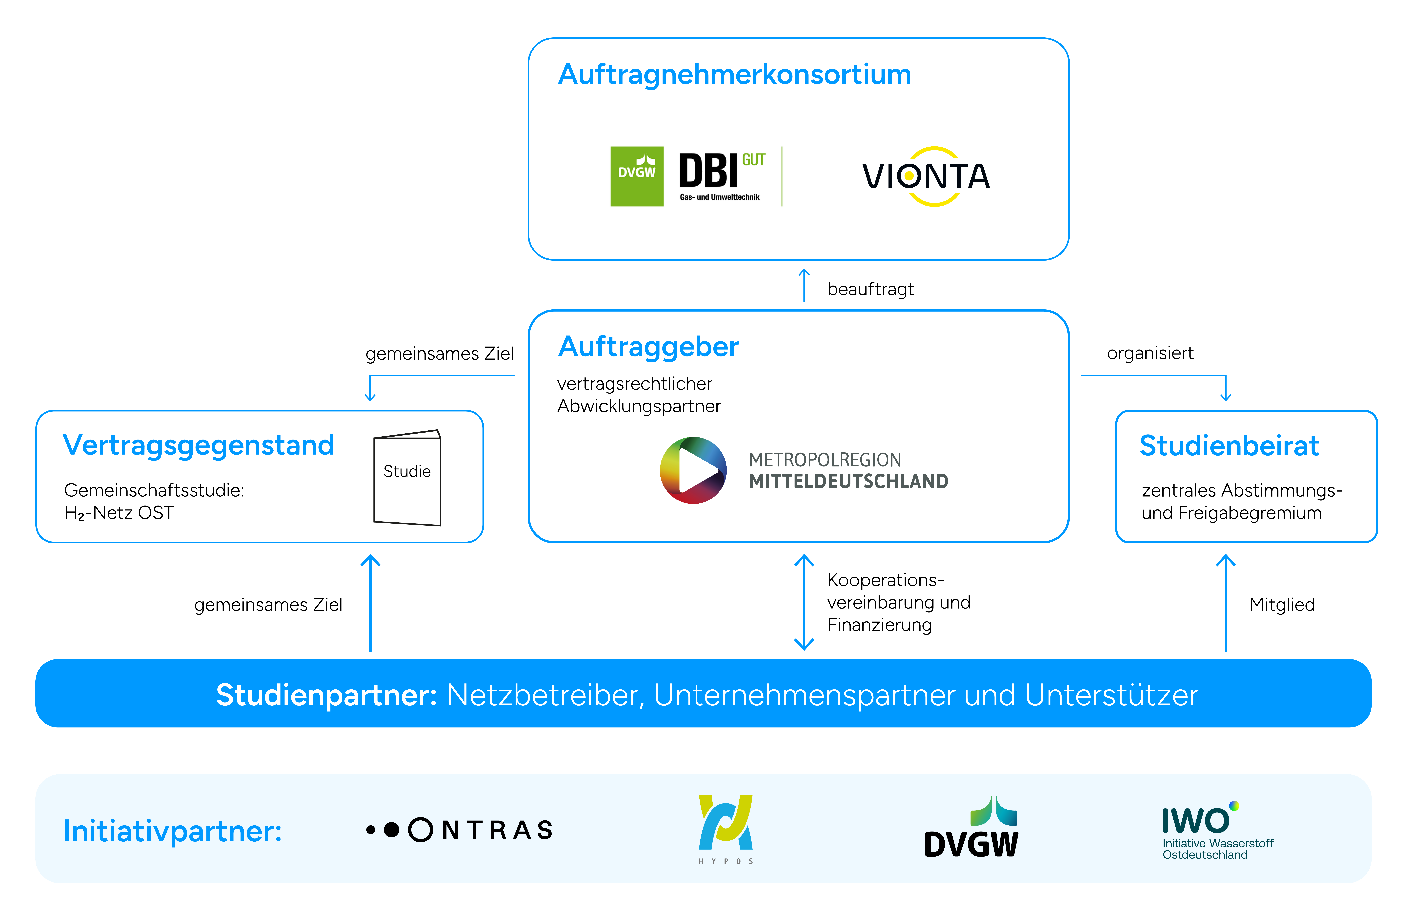 Auftragnehmerkonsortium
DVGW
DBI GUT
Gas- und Umwelttechnik
VIONTA
beauftragt
gemeinsames Ziel
Auftraggeber
vertragsrechtlicher
Abwicklungspartner
METROPOLREGION
MITTELDEUTSCHLAND
organisiert
Vertragsgegenstand
Gemeinschaftsstudie:
H₂-Netz OST
Studie
Studienbeirat
zentrales Abstimmungs-
und Freigabegremium
gemeinsames Ziel
Kooperations-
vereinbarung und
Finanzierung
Mitglied
Studienpartner: Netzbetreiber, Unternehmenspartner und Unterstützer
Initiativpartner:
ONTRAS
HYPOS
DVGW
IWO
Initiative Wasserstoff
Ostdeutschland